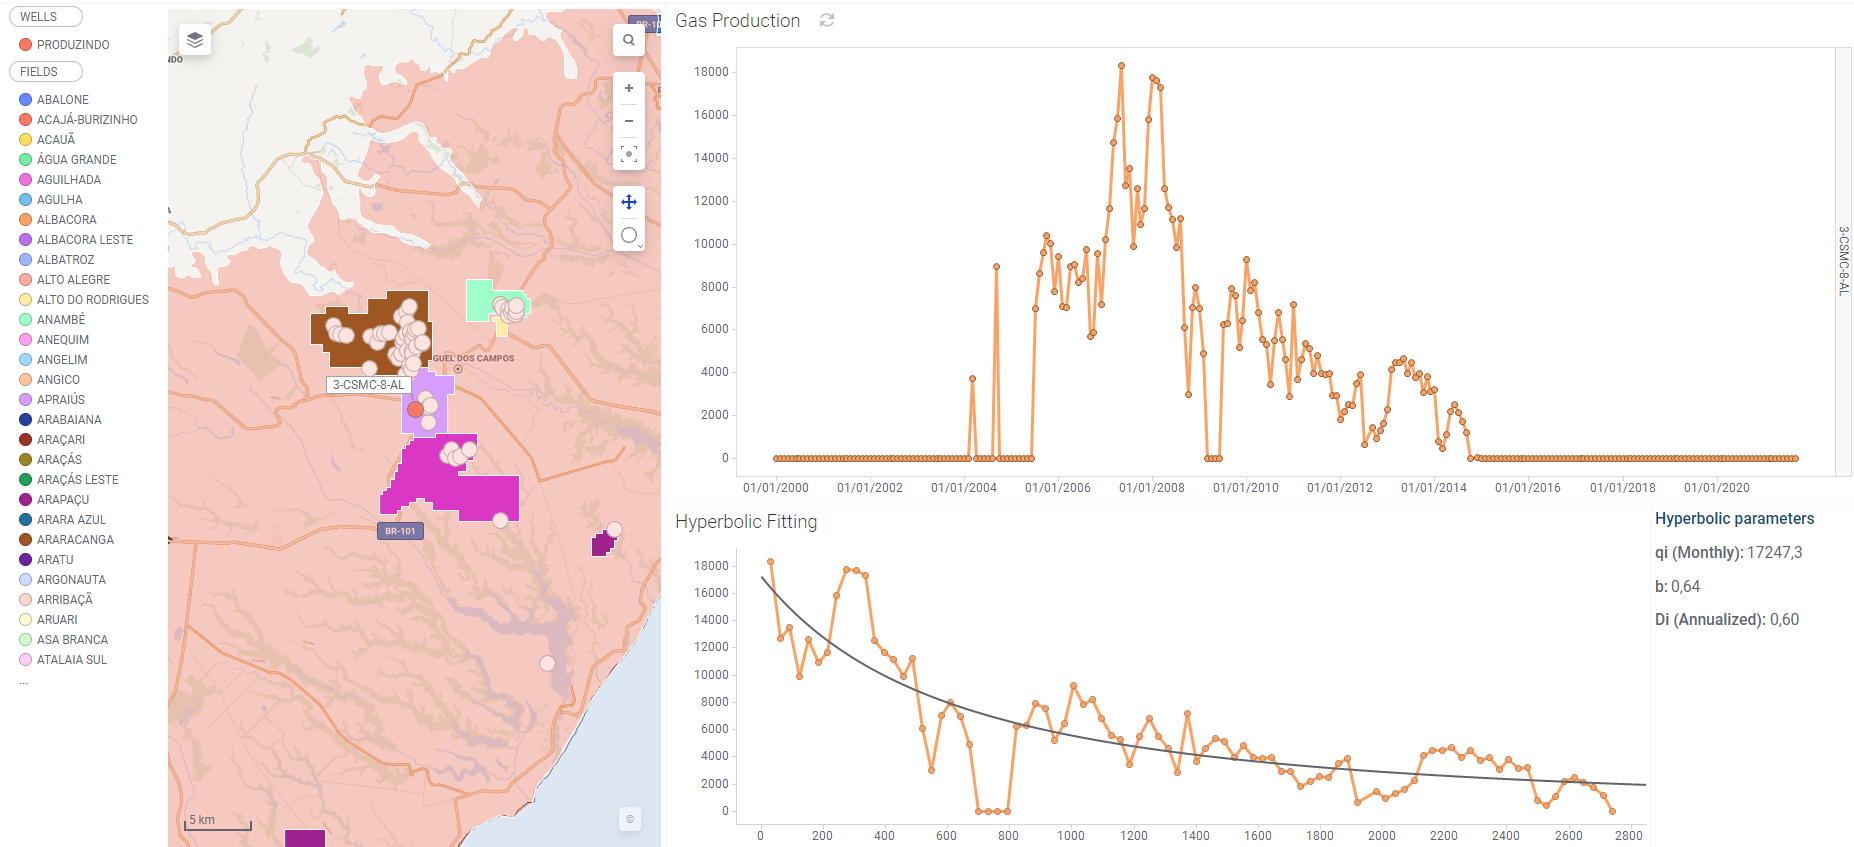 WELLS
PRODUZINDO
FIELDS
ABALONE
ACAJÁ-BURIZINHO
ACAUÃ
ÁGUA GRANDE
AGUILHADA
AGULHA
ALBACORA
ALBACORA LESTE
ALBATROZ
ALTO ALEGRE
ALTO DO RODRIGUES
ANAMBÉ
ANEQUIM
ANGELIM
ANGICO
APRAIÚS
ARABAIANA
ARAÇARI
ARAÇÁS
ARAÇÁS LESTE
ARAPAÇU
ARARA AZUL
ARARACANGA
ARATU
ARGONAUTA
ARRIBAÇÃ
ARUARI
ASA BRANCA
ATALAIA SUL
...
NDO
BR-10
GUEL DOS CAMPOS
3-CSMC-8-AL
BR-101
5 km
©
Gas Production
18000
16000
14000
12000
10000
8000
6000
4000
2000
0
01/01/2000 01/01/2002 01/01/2004 01/01/2006 01/01/2008 01/01/2010 01/01/2012 01/01/2014 01/01/2016 01/01/2018 01/01/2020
3-CSMC-8-AL
Hyperbolic Fitting
18000
16000
14000
12000
10000
8000
6000
4000
2000
0
0 200 400 600 800 1000 1200 1400 1600 1800 2000 2200 2400 2600 2800
Hyperbolic parameters
qi (Monthly): 17247,3
b: 0,64
Di (Annualized): 0,60